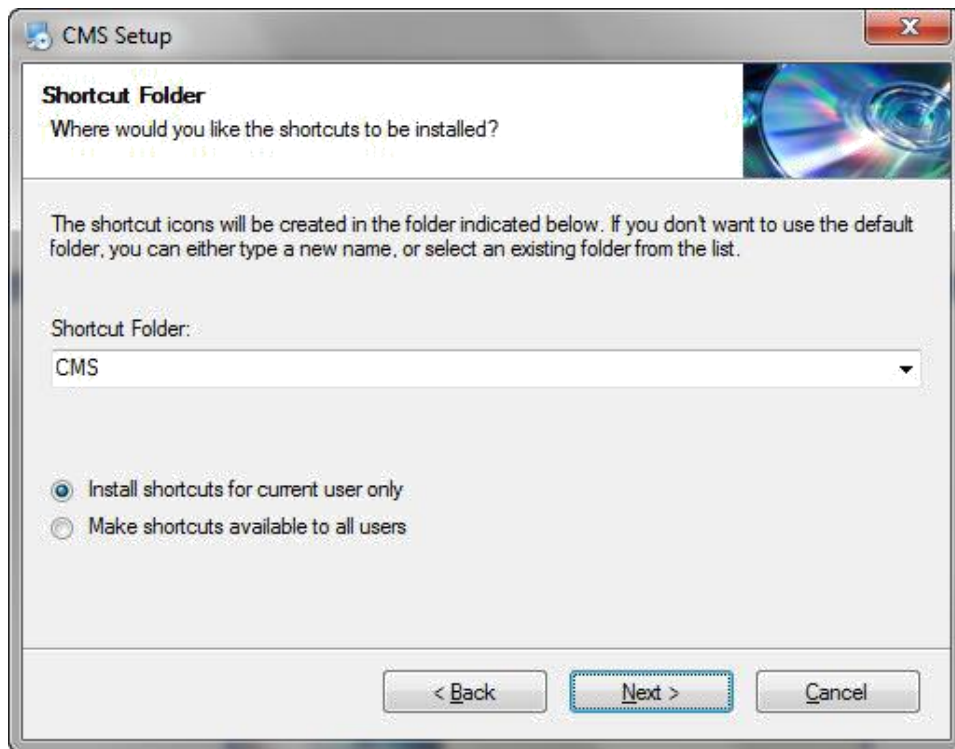 CMS Setup
Shortcut Folder
Where would you like the shortcuts to be installed?
The shortcut icons will be created in the folder indicated below. If you don't want to use the default
folder, you can either type a new name, or select an existing folder from the list.
Shortcut Folder:
CMS
Install shortcuts for current user only
Make shortcuts available to all users
< Back
Next >
Cancel